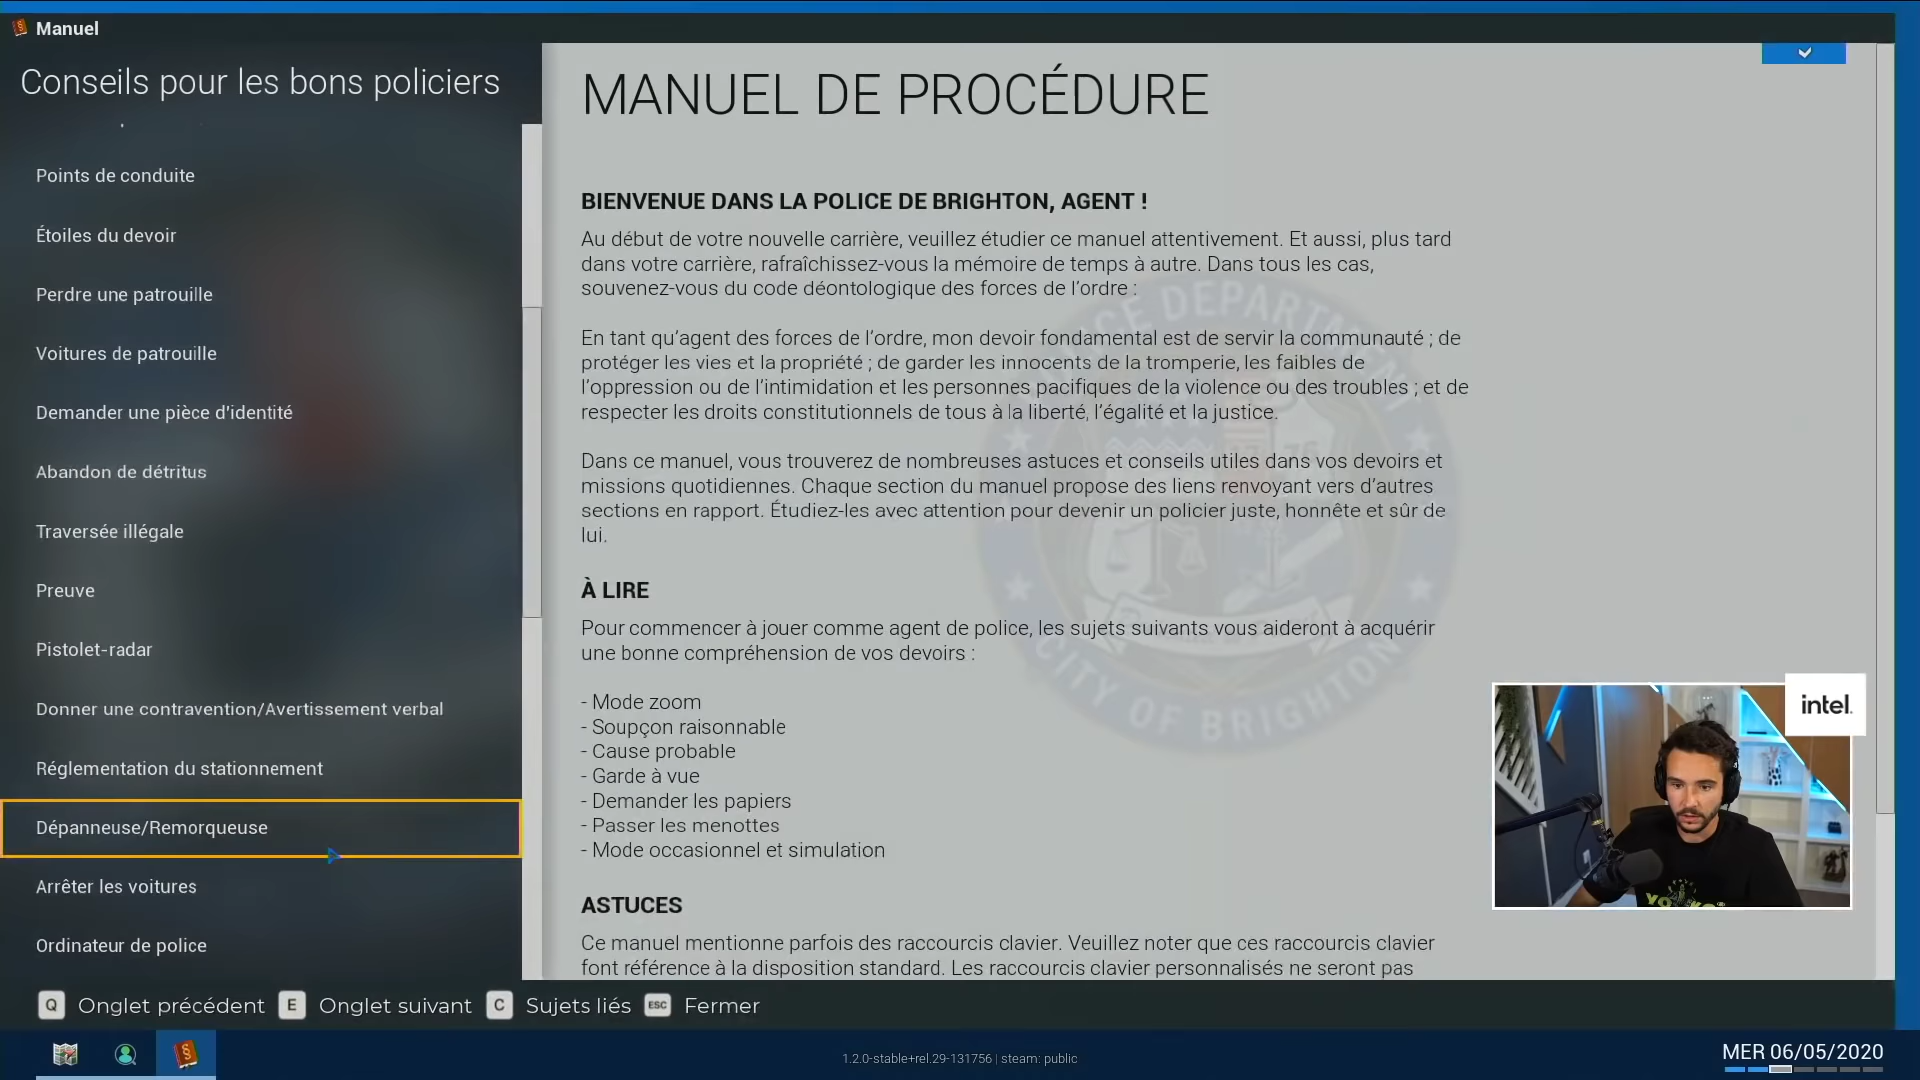 Manuel
Conseils pour les bons policiers
Points de conduite
Étoiles du devoir
Perdre une patrouille
Voitures de patrouille
Demander une pièce d'identité
Abandon de détritus
Traversée illégale
Preuve
Pistolet-radar
Donner une contravention/Avertissement verbal
Réglementation du stationnement
Dépanneuse/Remorqueuse
Arrêter les voitures
Ordinateur de police
MANUEL DE PROCÉDURE
BIENVENUE DANS LA POLICE DE BRIGHTON, AGENT !
Au début de votre nouvelle carrière, veuillez étudier ce manuel attentivement. Et aussi, plus tard
dans votre carrière, rafraîchissez-vous la mémoire de temps à autre. Dans tous les cas,
souvenez-vous du code déontologique des forces de l'ordre :
En tant qu'agent des forces de l'ordre, mon devoir fondamental est de servir la communauté ; de
protéger les vies et la propriété ; de garder les innocents de la tromperie, les faibles de
l'oppression ou de l'intimidation et les personnes pacifiques de la violence ou des troubles ; et de
respecter les droits constitutionnels de tous à la liberté, l'égalité et la justice.
Dans ce manuel, vous trouverez de nombreuses astuces et conseils utiles dans vos devoirs et
missions quotidiennes. Chaque section du manuel propose des liens renvoyant vers d'autres
sections en rapport. Étudiez-les avec attention pour devenir un policier juste, honnête et sûr de
lui.
À LIRE
Pour commencer à jouer comme agent de police, les sujets suivants vous aideront à acquérir
une bonne compréhension de vos devoirs :
- Mode zoom
- Soupçon raisonnable
- Cause probable
- Garde à vue
- Demander les papiers
- Passer les menottes
- Mode occasionnel et simulation
ASTUCES
Ce manuel mentionne parfois des raccourcis clavier. Veuillez noter que ces raccourcis clavier
font référence à la disposition standard. Les raccourcis clavier personnalisés ne seront pas
POLICE DEPARTMENT
CITY OF BRIGHTON
intel.
Q Onglet précédent E Onglet suivant C Sujets liés ESC Fermer
1.2.0-stable+rel.29-131756 | steam: public
MER 06/05/2020